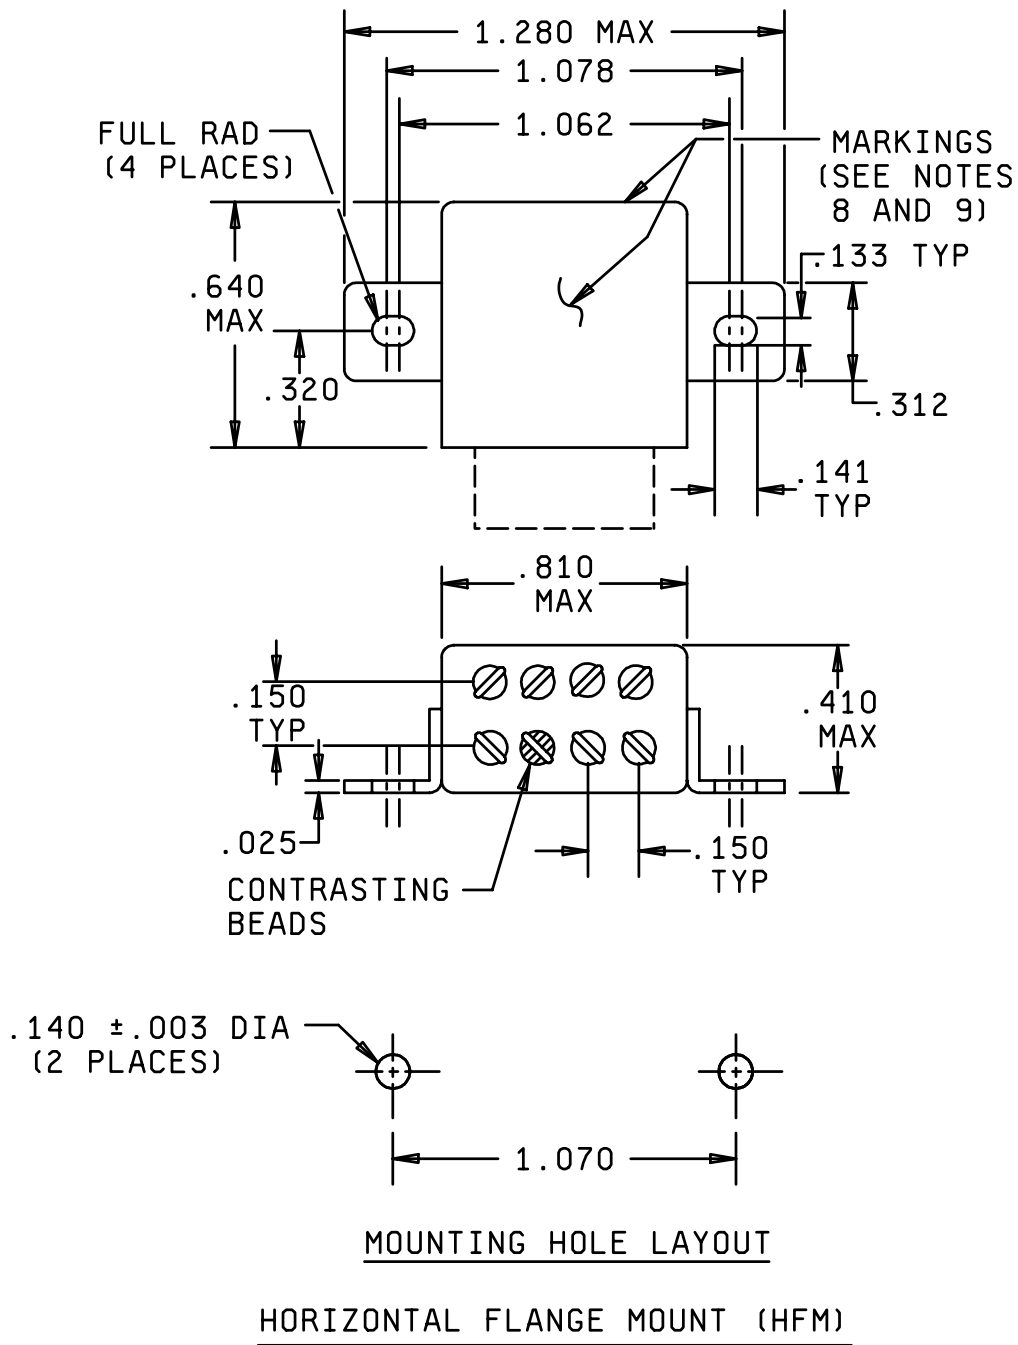 1.280 MAX
1.078
1.062
FULL RAD
(4 PLACES)
MARKINGS
(SEE NOTES
8 AND 9)
.133 TYP
.640
MAX
.320
.312
.141
TYP
.810
MAX
.150
TYP
.410
MAX
.025
.150
TYP
CONTRASTING
BEADS
.140 ±.003 DIA
(2 PLACES)
1.070
MOUNTING HOLE LAYOUT
HORIZONTAL FLANGE MOUNT (HFM)